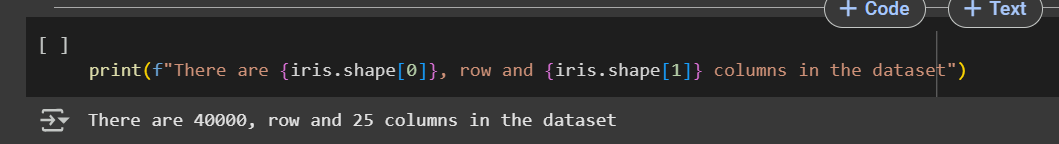 + Code + Text
[ ]
print(f"There are {iris.shape[0]}, row and {iris.shape[1]} columns in the dataset")
There are 40000, row and 25 columns in the dataset